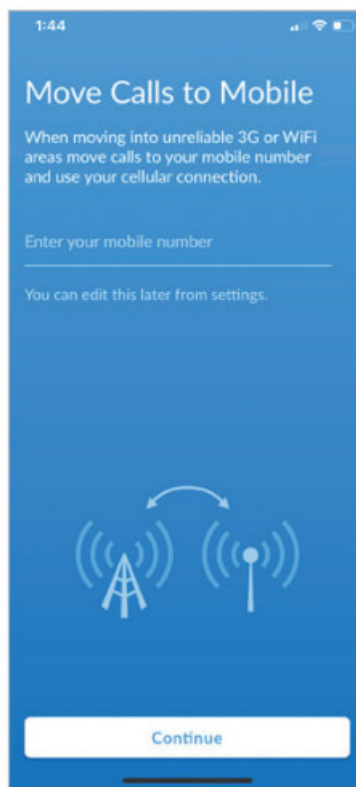 1:44
Move Calls to Mobile
When moving into unreliable 3G or WiFi
areas move calls to your mobile number
and use your cellular connection.
Enter your mobile number
You can edit this later from settings.
Continue